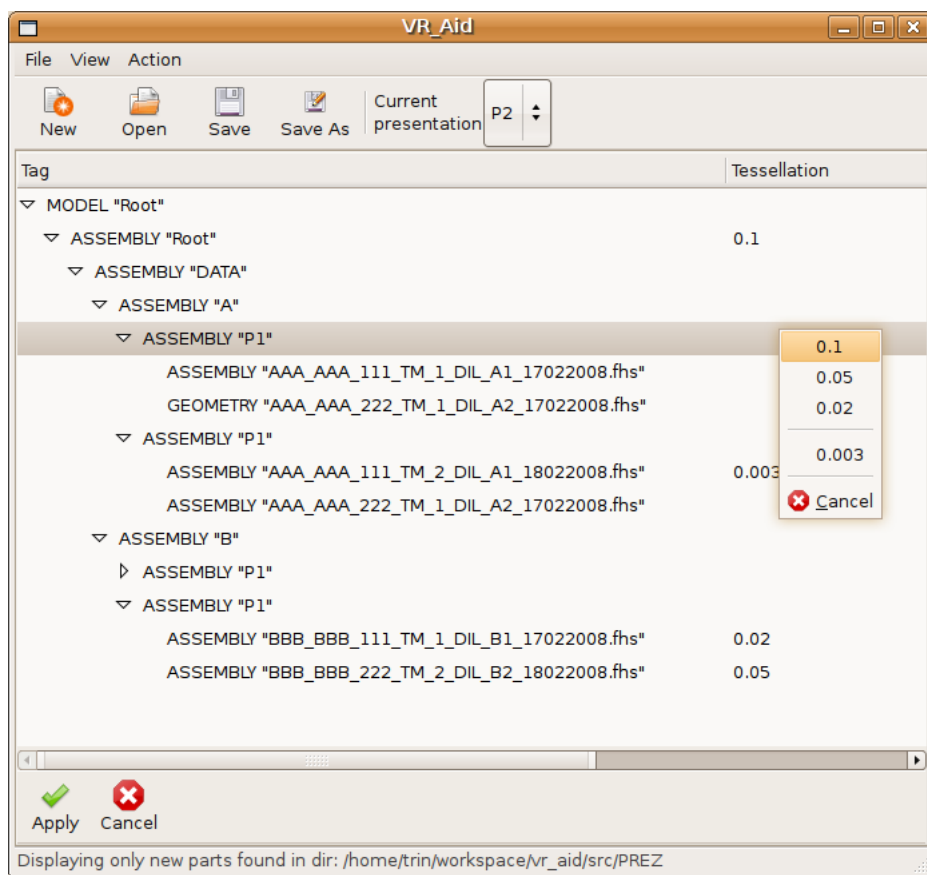 VR_Aid
File View Action
New Open Save Save As Current presentation P2
Tag Tessellation
MODEL "Root"
ASSEMBLY "Root" 0.1
ASSEMBLY "DATA"
ASSEMBLY "A"
ASSEMBLY "P1"
0.1
ASSEMBLY "AAA_AAA_111_TM_1_DIL_A1_17022008.fhs"
0.05
GEOMETRY "AAA_AAA_222_TM_1_DIL_A2_17022008.fhs"
0.02
ASSEMBLY "P1"
0.003
ASSEMBLY "AAA_AAA_111_TM_2_DIL_A1_18022008.fhs" 0.003
ASSEMBLY "AAA_AAA_222_TM_1_DIL_A2_17022008.fhs"
Cancel
ASSEMBLY "B"
ASSEMBLY "P1"
ASSEMBLY "P1"
ASSEMBLY "BBB_BBB_111_TM_1_DIL_B1_17022008.fhs" 0.02
ASSEMBLY "BBB_BBB_222_TM_2_DIL_B2_18022008.fhs" 0.05
Apply Cancel
Displaying only new parts found in dir: /home/trin/workspace/vr_aid/src/PREZ